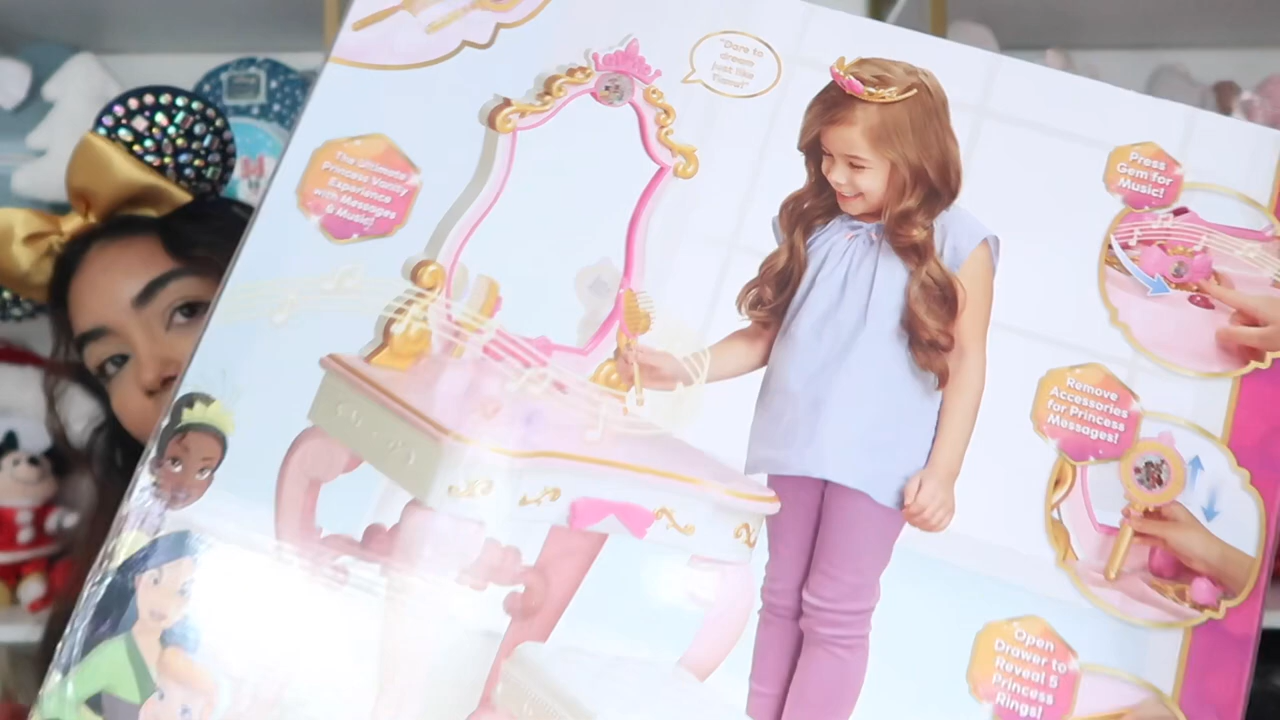 "Dare to
dream
just like
Tiana!"
The Ultimate
Princess Vanity
Experience
with Messages
& Music!
Press
Gem for
Music!
Remove
Accessories
for Princess
Messages!
Open
Drawer to
Reveal 5
Princess
Rings!